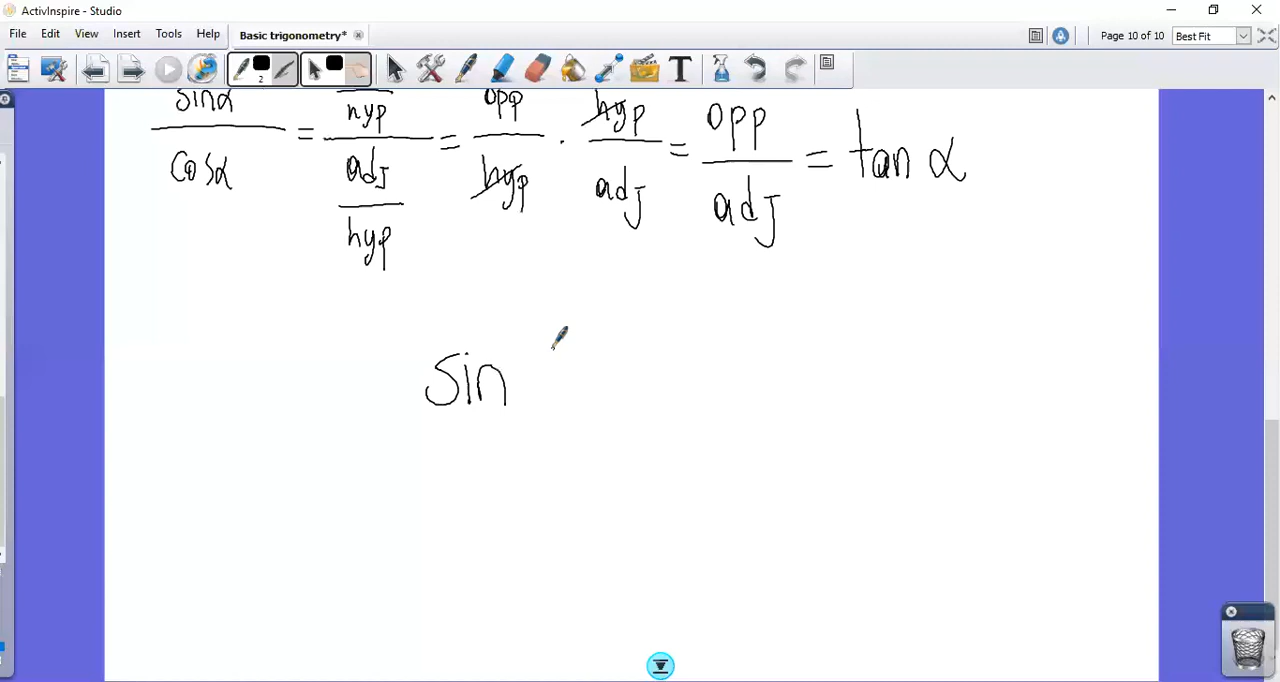 ActivInspire - Studio
File Edit View Insert Tools Help Basic trigonometry* Page 10 of 10 Best Fit
2
sinα / cosα = / hyp / adj / hyp = opp / hyp · hyp / adj = opp / adj = tan α
sin